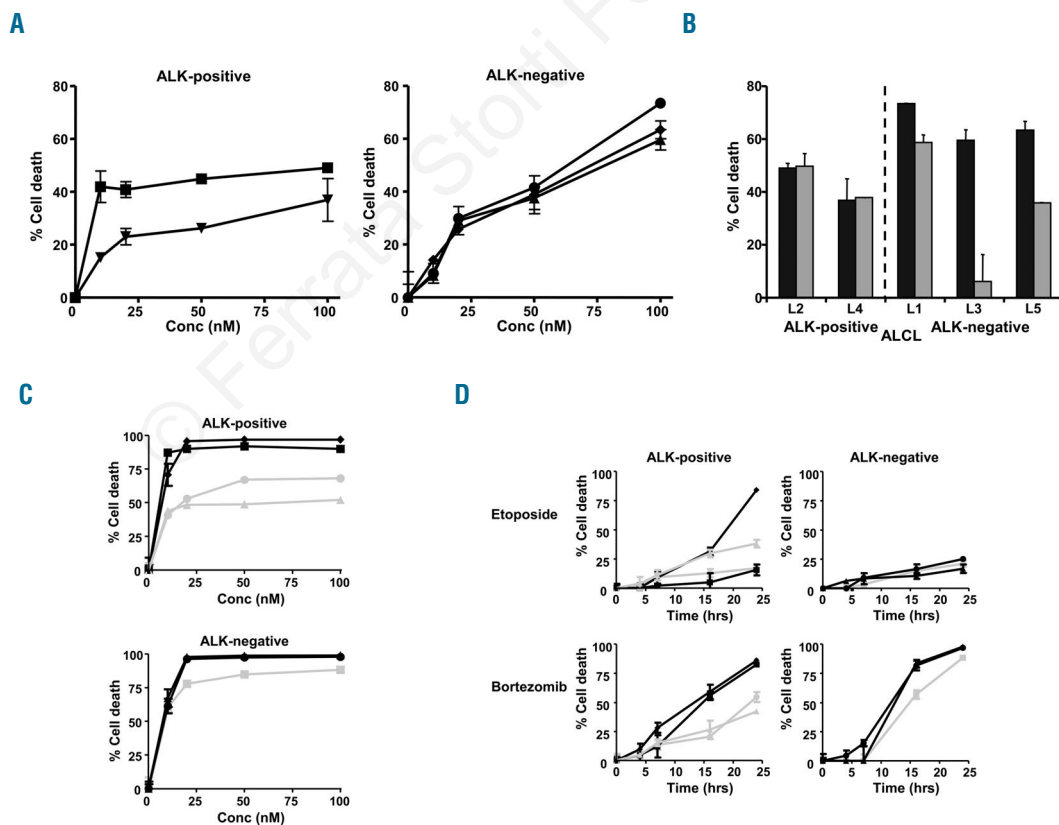 A
B
ALK-positive
ALK-negative
% Cell death
80
60
40
20
0
0 25 50 75 100
Conc (nM)
% Cell death
80
60
40
20
0
0 25 50 75 100
Conc (nM)
% Cell death
80
60
40
20
0
L2 L4 L1 L3 L5
ALK-positive ALCL ALK-negative
© Ferrata Storti
C
D
ALK-positive
% Cell death
100
75
50
25
0
0 25 50 75 100
Conc (nM)
ALK-negative
% Cell death
100
75
50
25
0
0 25 50 75 100
Conc (nM)
ALK-positive
ALK-negative
Etoposide
% Cell death
100
75
50
25
0
0 5 10 15 20 25
Time (hrs)
% Cell death
100
75
50
25
0
0 5 10 15 20 25
Time (hrs)
Bortezomib
% Cell death
100
75
50
25
0
0 5 10 15 20 25
Time (hrs)
% Cell death
100
75
50
25
0
0 5 10 15 20 25
Time (hrs)